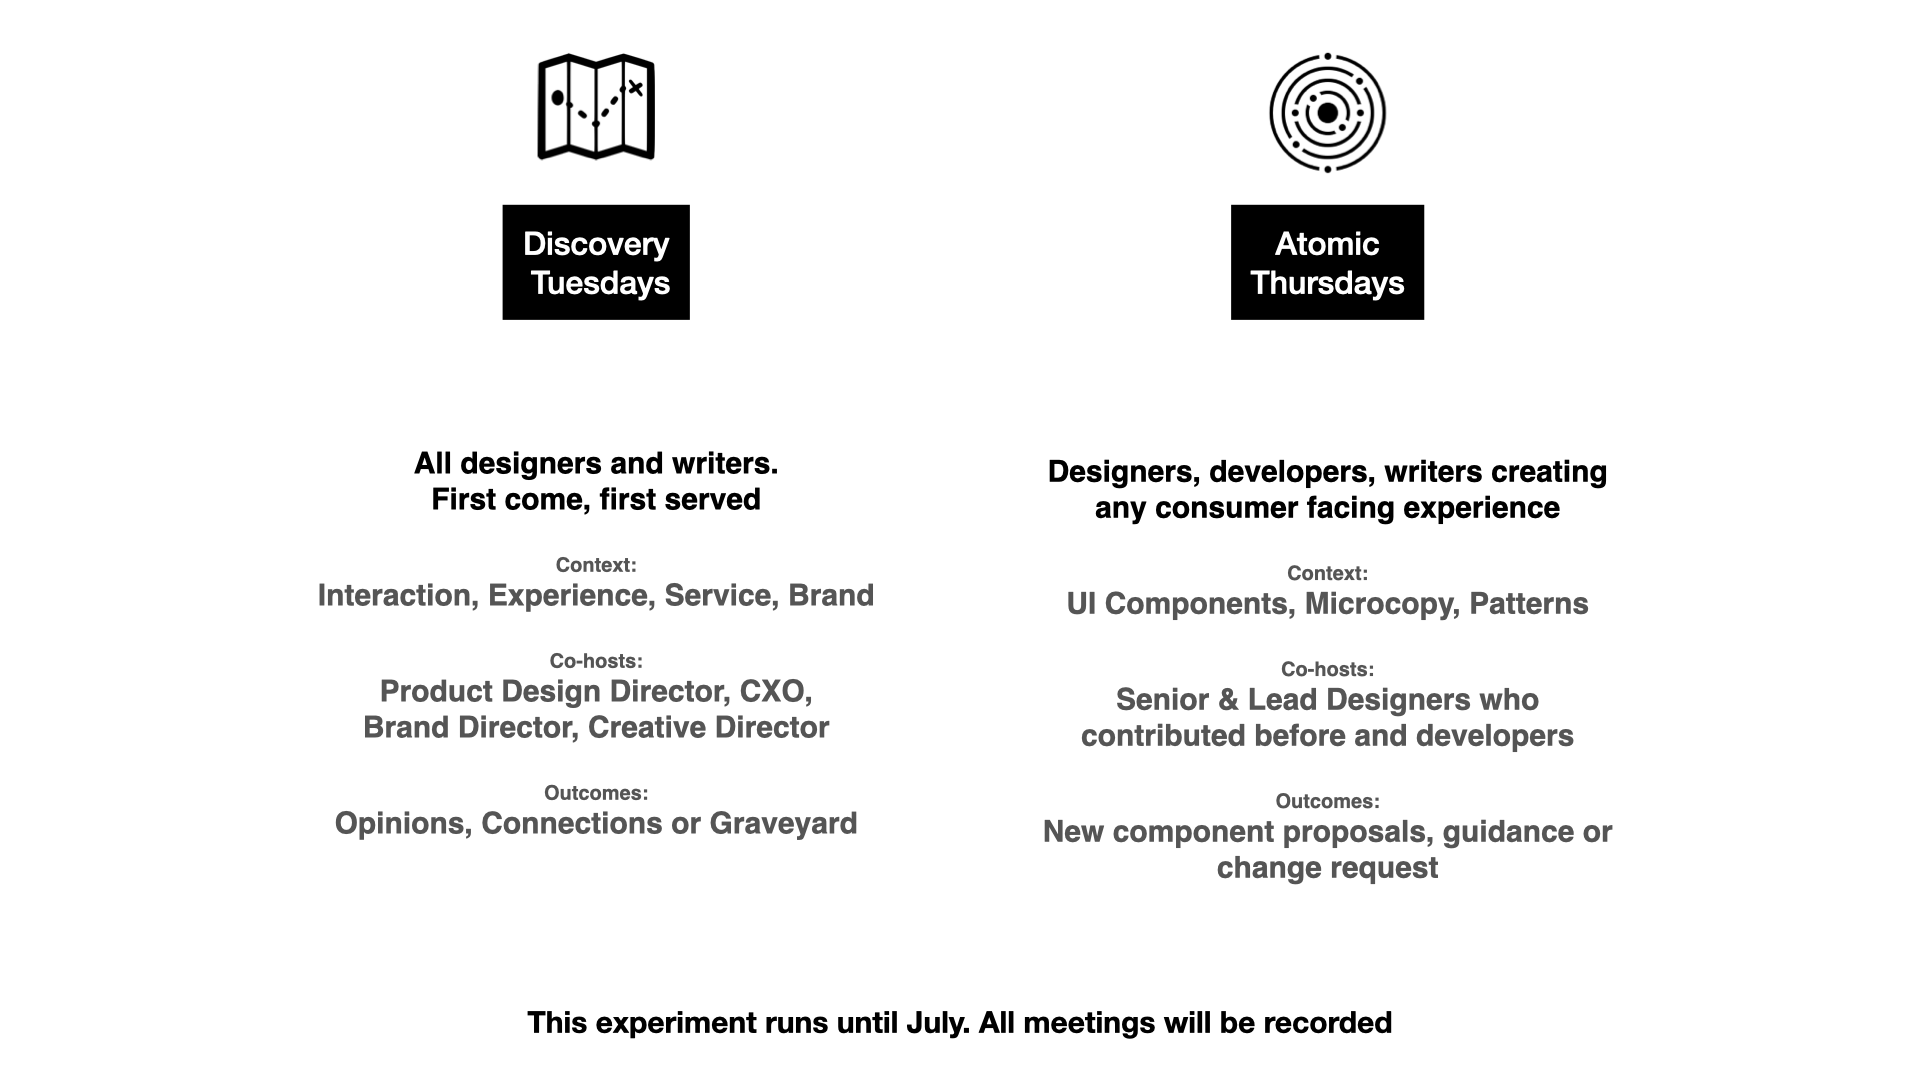 Discovery
Tuesdays
All designers and writers.
First come, first served
Context:
Interaction, Experience, Service, Brand
Co-hosts:
Product Design Director, CXO,
Brand Director, Creative Director
Outcomes:
Opinions, Connections or Graveyard
Atomic
Thursdays
Designers, developers, writers creating
any consumer facing experience
Context:
UI Components, Microcopy, Patterns
Co-hosts:
Senior & Lead Designers who
contributed before and developers
Outcomes:
New component proposals, guidance or
change request
This experiment runs until July. All meetings will be recorded